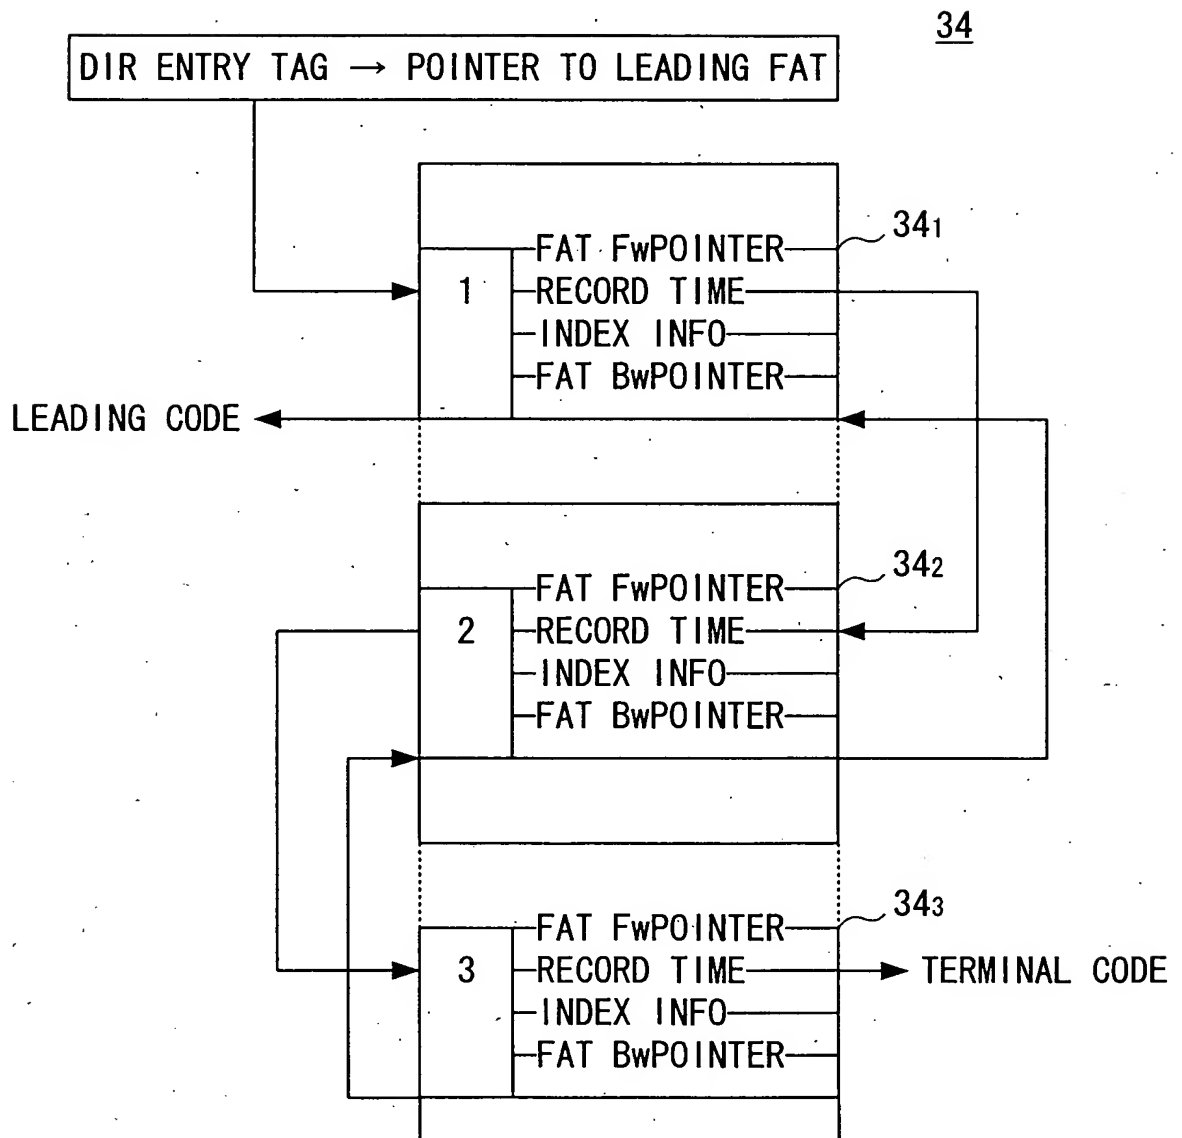 34
DIR ENTRY TAG → POINTER TO LEADING FAT
FAT FwPOINTER
34₁
1
RECORD TIME
INDEX INFO
FAT BwPOINTER
LEADING CODE
FAT FwPOINTER
34₂
2
RECORD TIME
INDEX INFO
FAT BwPOINTER
FAT FwPOINTER
34₃
3
RECORD TIME
TERMINAL CODE
INDEX INFO
FAT BwPOINTER